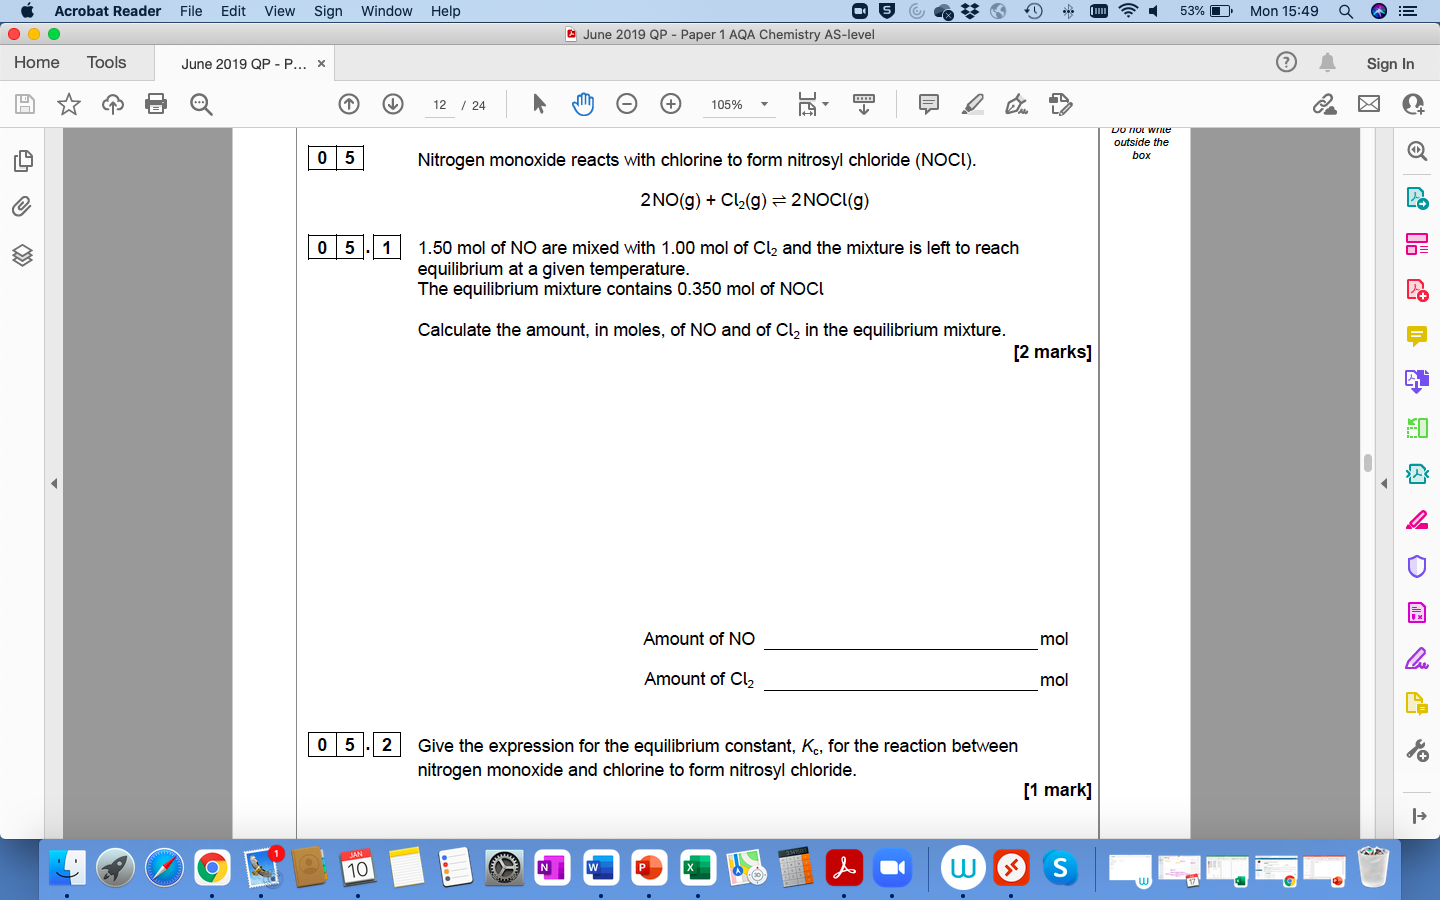 Acrobat Reader File Edit View Sign Window Help 53% Mon 15:49
June 2019 QP - Paper 1 AQA Chemistry AS-level
Home Tools June 2019 QP - P... × ? Sign In
12 / 24 105%
Do not write
outside the
box
0 5 Nitrogen monoxide reacts with chlorine to form nitrosyl chloride (NOCl).
2NO(g) + Cl₂(g) ⇌ 2NOCl(g)
0 5 . 1 1.50 mol of NO are mixed with 1.00 mol of Cl₂ and the mixture is left to reach
equilibrium at a given temperature.
The equilibrium mixture contains 0.350 mol of NOCl
Calculate the amount, in moles, of NO and of Cl₂ in the equilibrium mixture.
[2 marks]
Amount of NO mol
Amount of Cl₂ mol
0 5 . 2 Give the expression for the equilibrium constant, Kc, for the reaction between
nitrogen monoxide and chlorine to form nitrosyl chloride.
[1 mark]
1 JAN 10 N W P X W S